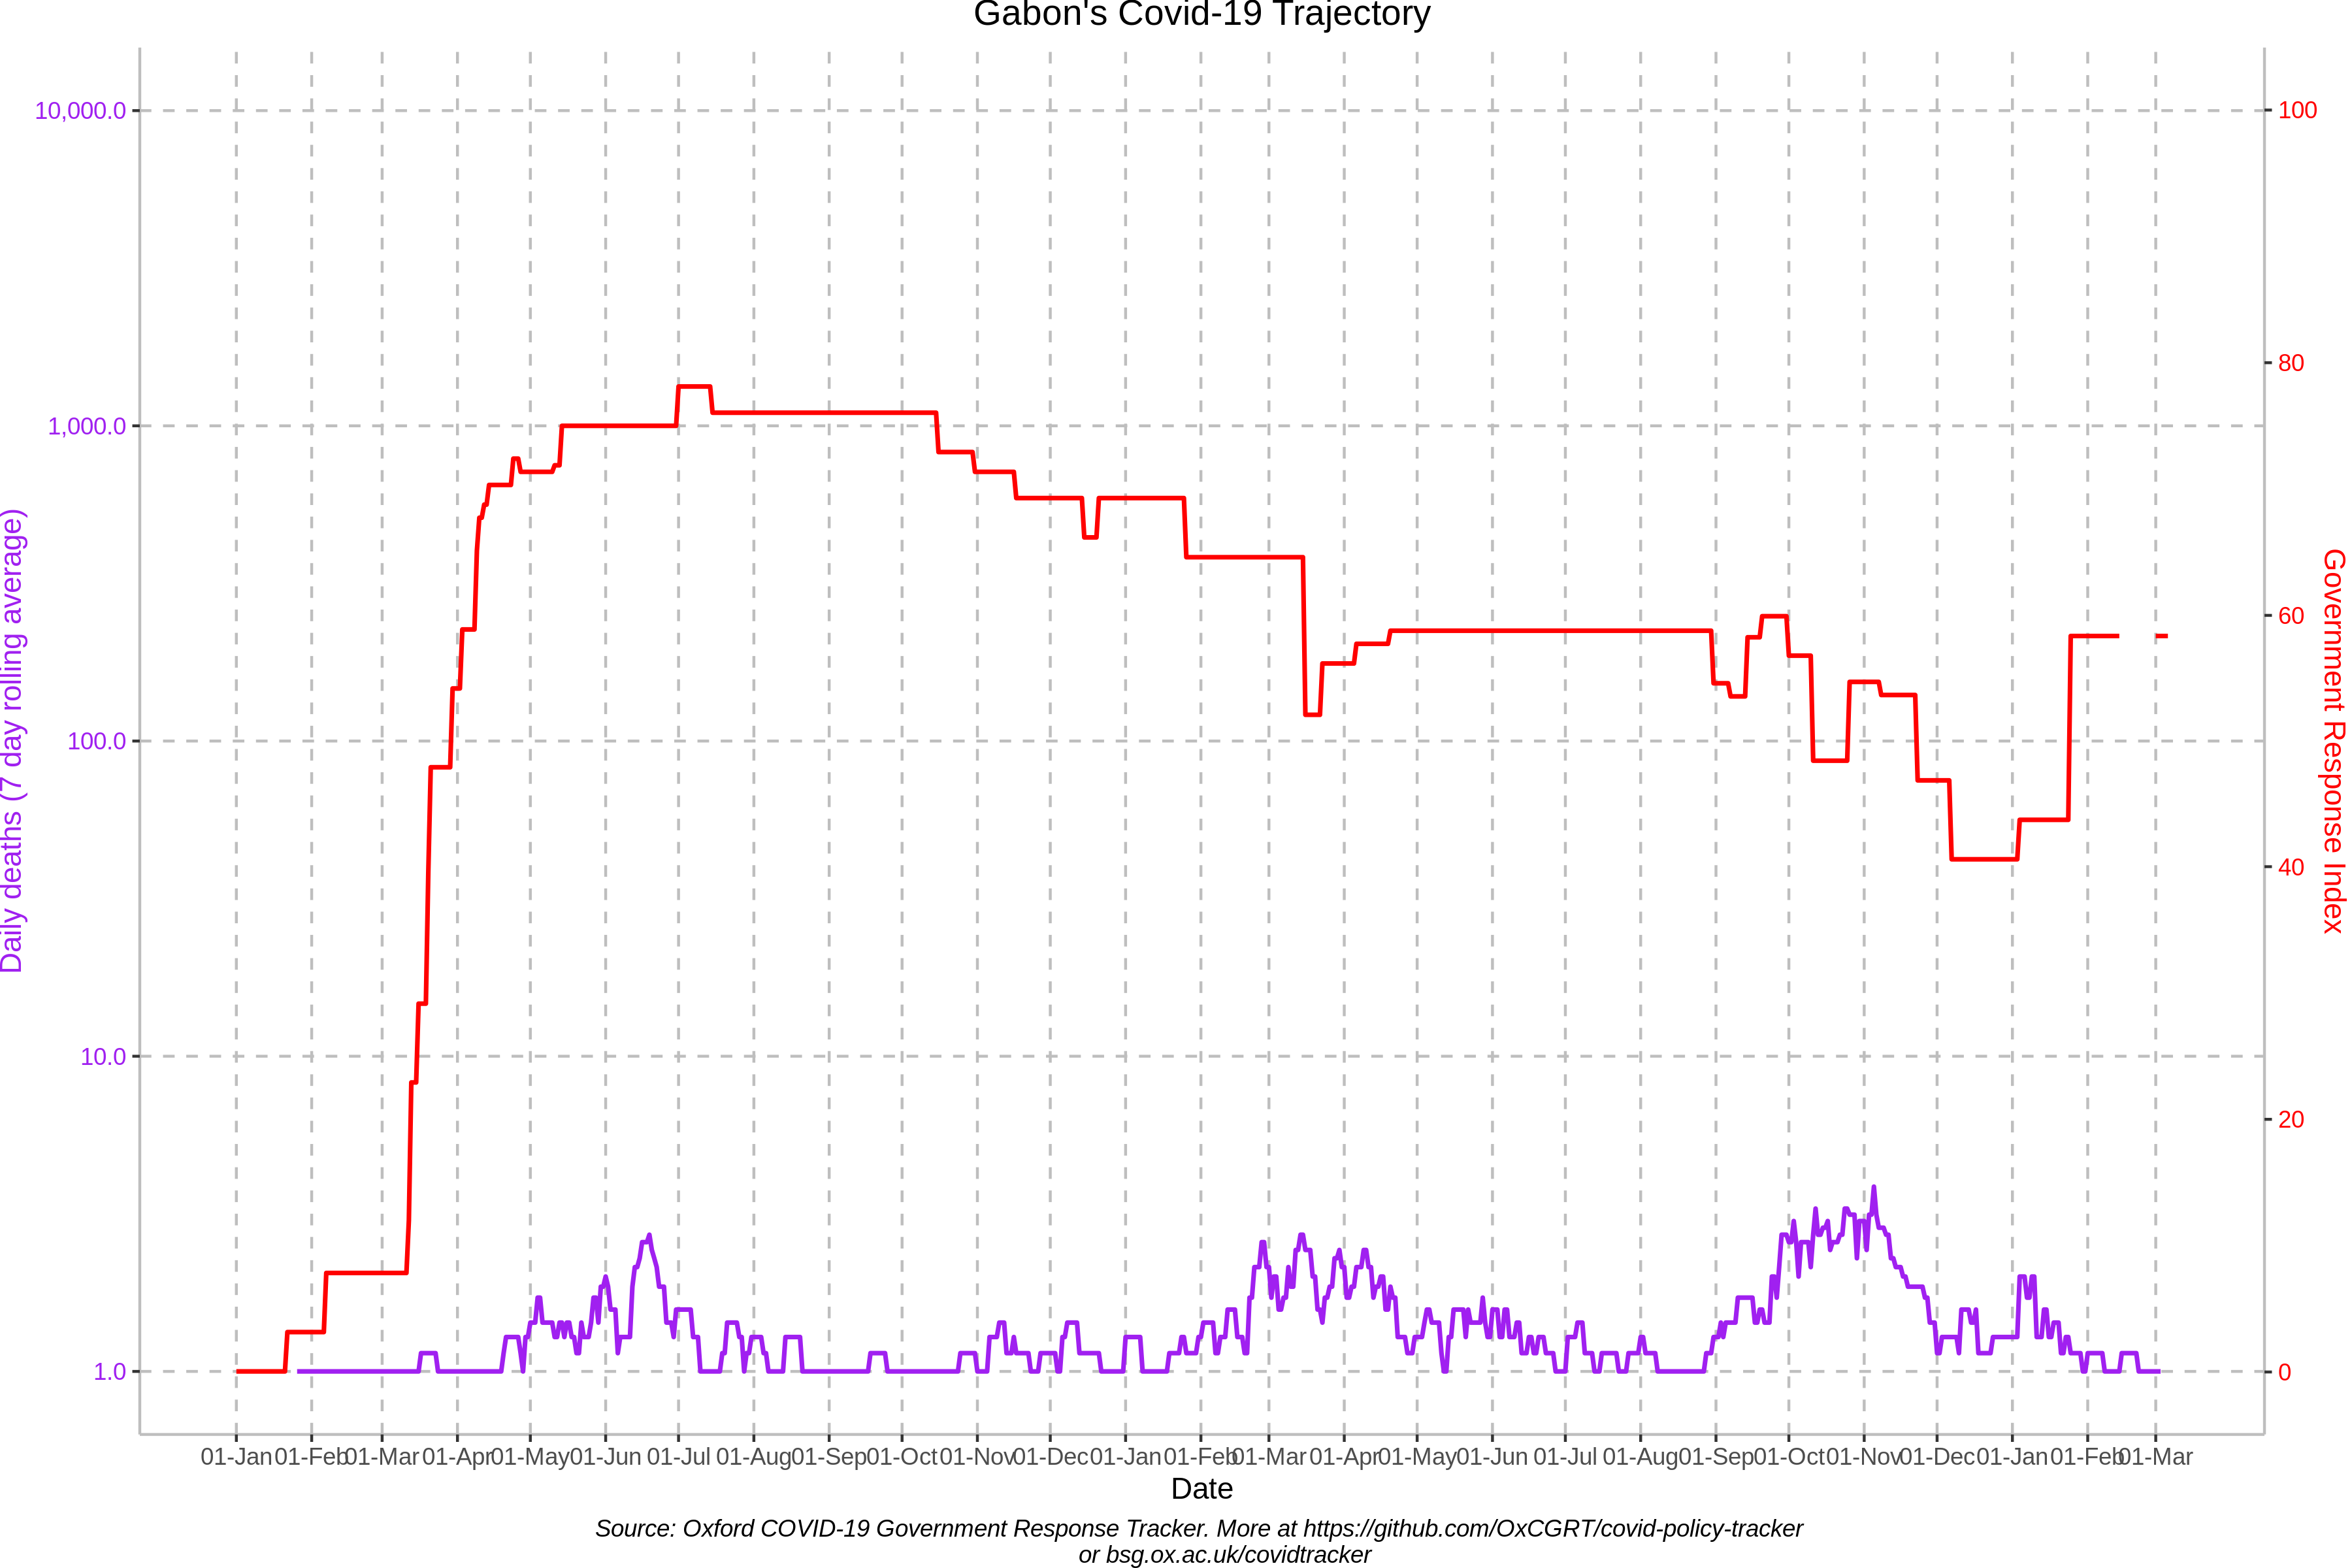 Gabon's Covid-19 Trajectory
10,000.0
1,000.0
100.0
10.0
1.0
Daily deaths (7 day rolling average)
100
80
60
40
20
0
Government Response Index
01-Jan 01-Feb 01-Mar 01-Apr 01-May 01-Jun 01-Jul 01-Aug 01-Sep 01-Oct 01-Nov 01-Dec 01-Jan 01-Feb 01-Mar 01-Apr 01-May 01-Jun 01-Jul 01-Aug 01-Sep 01-Oct 01-Nov 01-Dec 01-Jan 01-Feb 01-Mar
Date
Source: Oxford COVID-19 Government Response Tracker. More at https://github.com/OxCGRT/covid-policy-tracker
or bsg.ox.ac.uk/covidtracker